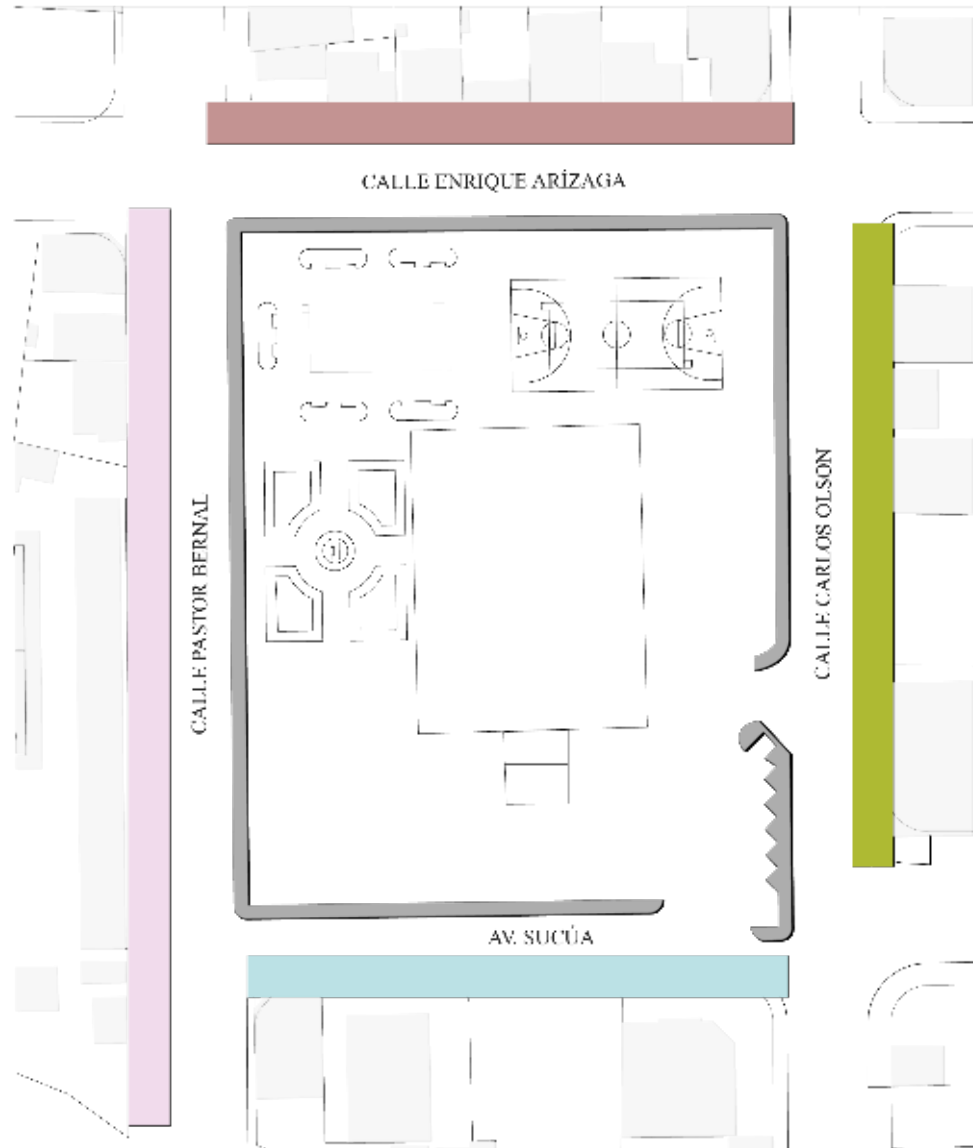 CALLE ENRIQUE ARÍZAGA
CALLE PASTOR BERNAL
CALLE CARLOS OLSON
AV. SUCÚA